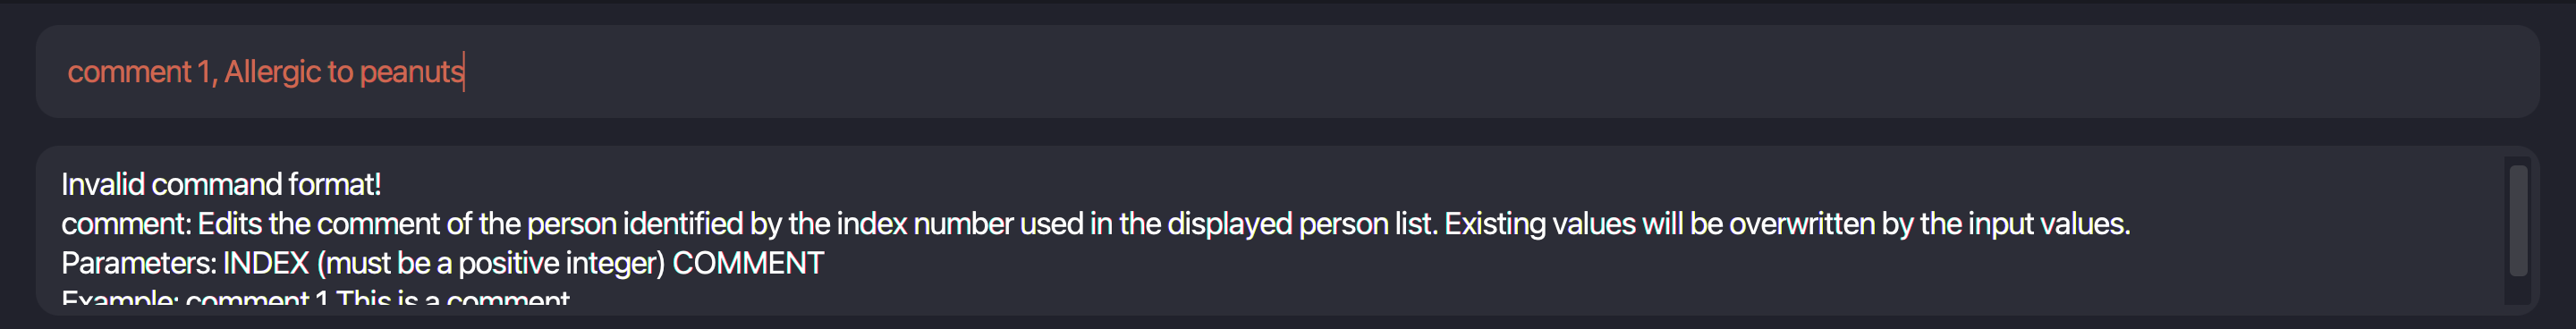 comment 1, Allergic to peanuts
Invalid command format!
comment: Edits the comment of the person identified by the index number used in the displayed person list. Existing values will be overwritten by the input values.
Parameters: INDEX (must be a positive integer) COMMENT
Example: comment 1 This is a comment